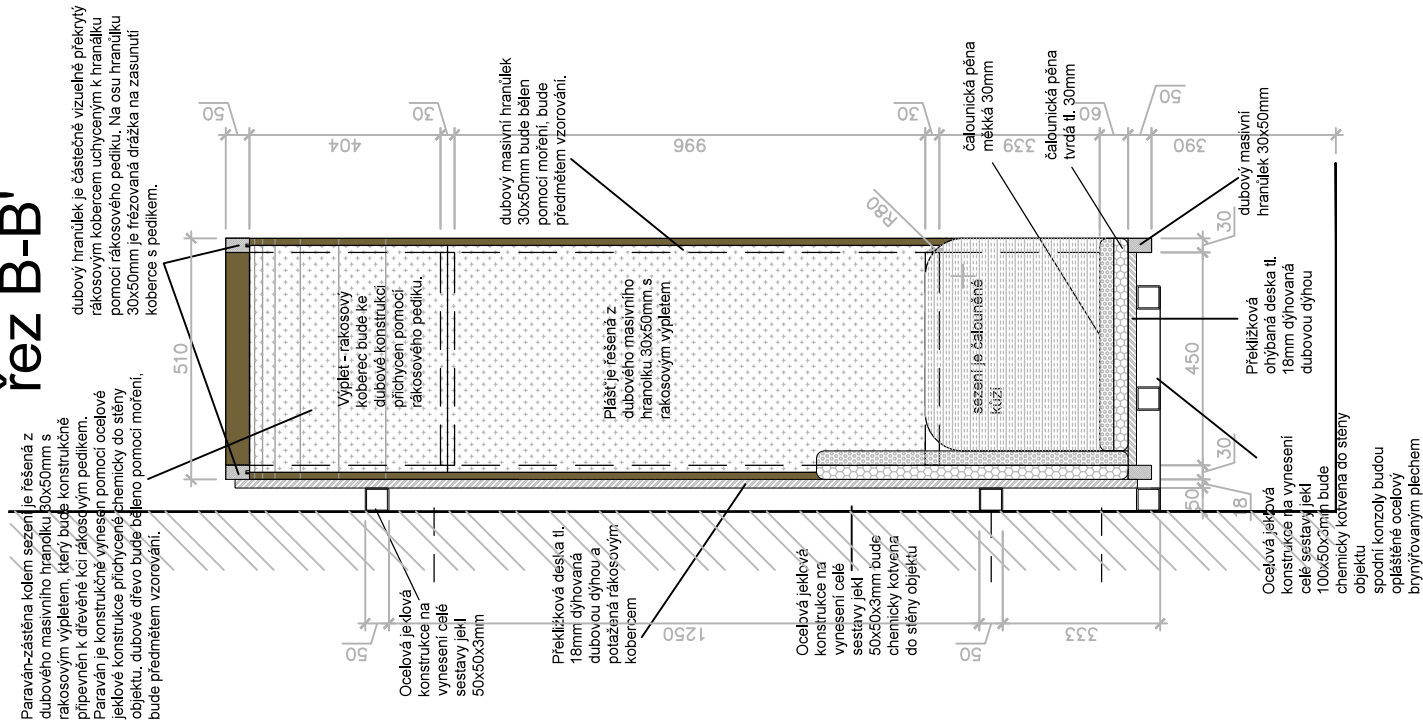 řez B-B'
Paraván-zástěna kolem sezení je řešená z
dubového masivního hranolku 30x50mm s
rakosovým výpletem, který bude konstrukčně
připevněn k dřevěné kci rákosovým pedikem.
Paraván je konstrukčně vynesen pomocí ocelové
jeklové konstrukce přichycené chemicky do stěny
objektu, dubové dřevo bude běleno pomocí moření,
bude předmětem vzorování.
dubový hranůlek je částečně vizuelně překrytý
rákosovým kobercem uchyceným k hranálku
pomocí rákosového pediku. Na osu hranůlku
30x50mm je frézovaná drážka na zasunutí
koberce s pedikem.
510
50
404
30
996
30
339
60
50
390
Výplet - rakosový
koberec bude ke
dubové konstrukci
přichycen pomocí
rákosového pediku.
dubový masivní hranůlek
30x50mm bude bělen
pomocí moření, bude
předmětem vzorování.
Plášť je řešená z
dubového masivního
hranolku 30x50mm s
rakosovým výpletem
R80
sezení je čalouněné
kůží
čalounická pěna
měkká 30mm
čalounická pěna
tvrdá tl. 30mm
dubový masivní
hranůlek 30x50mm
30
450
30
50
18
Překližková
ohýbaná deska tl.
18mm dýhovaná
dubovou dýhou
Ocelová jeklová
konstrukce na
vynesení celé
sestavy jekl
50x50x3mm
Překližková deska tl.
18mm dýhovaná
dubovou dýhou a
potažená rákosovým
kobercem
Ocelová jeklová
konstrukce na
vynesení celé
sestavy jekl
50x50x3mm bude
chemicky kotvena
do stěny objektu
Ocelová jeklová
konstrukce na vynesení
celé sestavy jekl
100x50x3mm bude
chemicky kotvena do stěny
objektu
spodní konzoly budou
opláštěné ocelový
brynýřovaným plechem
50
1250
50
333